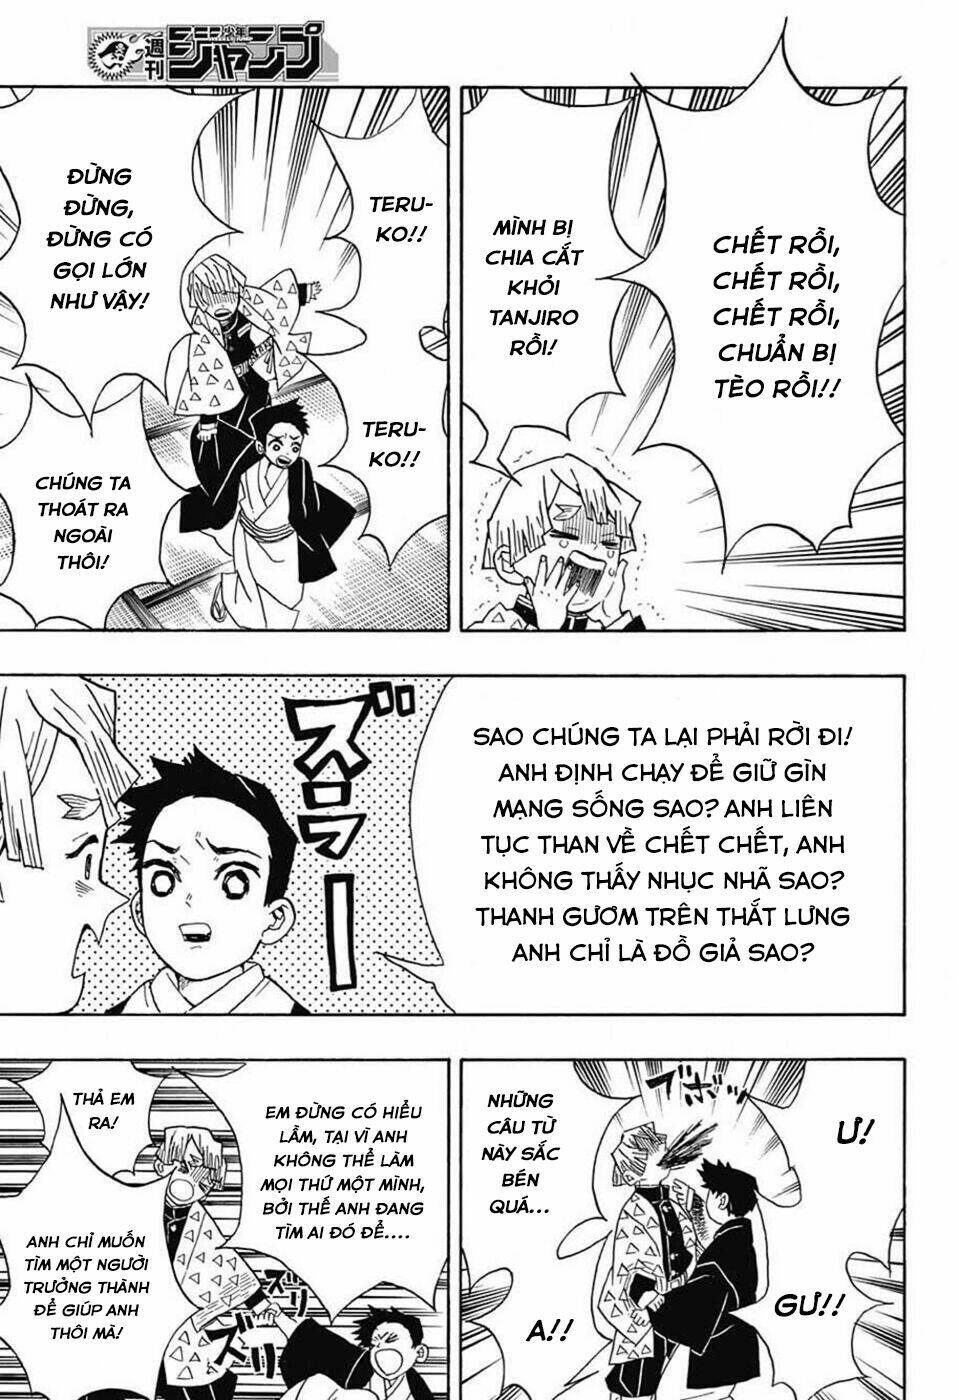 週刊
少年
ジャンプ
CHẾT RỒI,
CHẾT RỒI,
CHẾT RỒI,
CHUẨN BỊ
TÈO RỒI!!
MÌNH BỊ
CHIA CẮT
KHỎI
TANJIRO
RỒI!
TERU-
KO!!
ĐỪNG
ĐỪNG,
ĐỪNG CÓ
GỌI LỚN
NHƯ VẬY!
TERU-
KO!!
CHÚNG TA
THOÁT RA
NGOÀI
THÔI!
SAO CHÚNG TA LẠI PHẢI RỜI ĐI!
ANH ĐỊNH CHẠY ĐỂ GIỮ GÌN
MẠNG SỐNG SAO? ANH LIÊN
TỤC THAN VỀ CHẾT CHẾT, ANH
KHÔNG THẤY NHỤC NHÃ SAO?
THANH GƯƠM TRÊN THẮT LƯNG
ANH CHỈ LÀ ĐỒ GIẢ SAO?
ズロワー
Ư!
GƯ!!
NHỮNG
CÂU TỪ
NÀY SẮC
BÉN
QUÁ...
A!!
EM ĐỪNG CÓ HIỂU
LẦM, TẠI VÌ ANH
KHÔNG THỂ LÀM
MỌI THỨ MỘT MÌNH,
BỞI THẾ ANH ĐANG
TÌM AI ĐÓ ĐỂ....
THẢ EM
RA!
ANH CHỈ MUỐN
TÌM MỘT NGƯỜI
TRƯỞNG THÀNH
ĐỂ GIÚP ANH
THÔI MÀ!
ズリ
ズリ